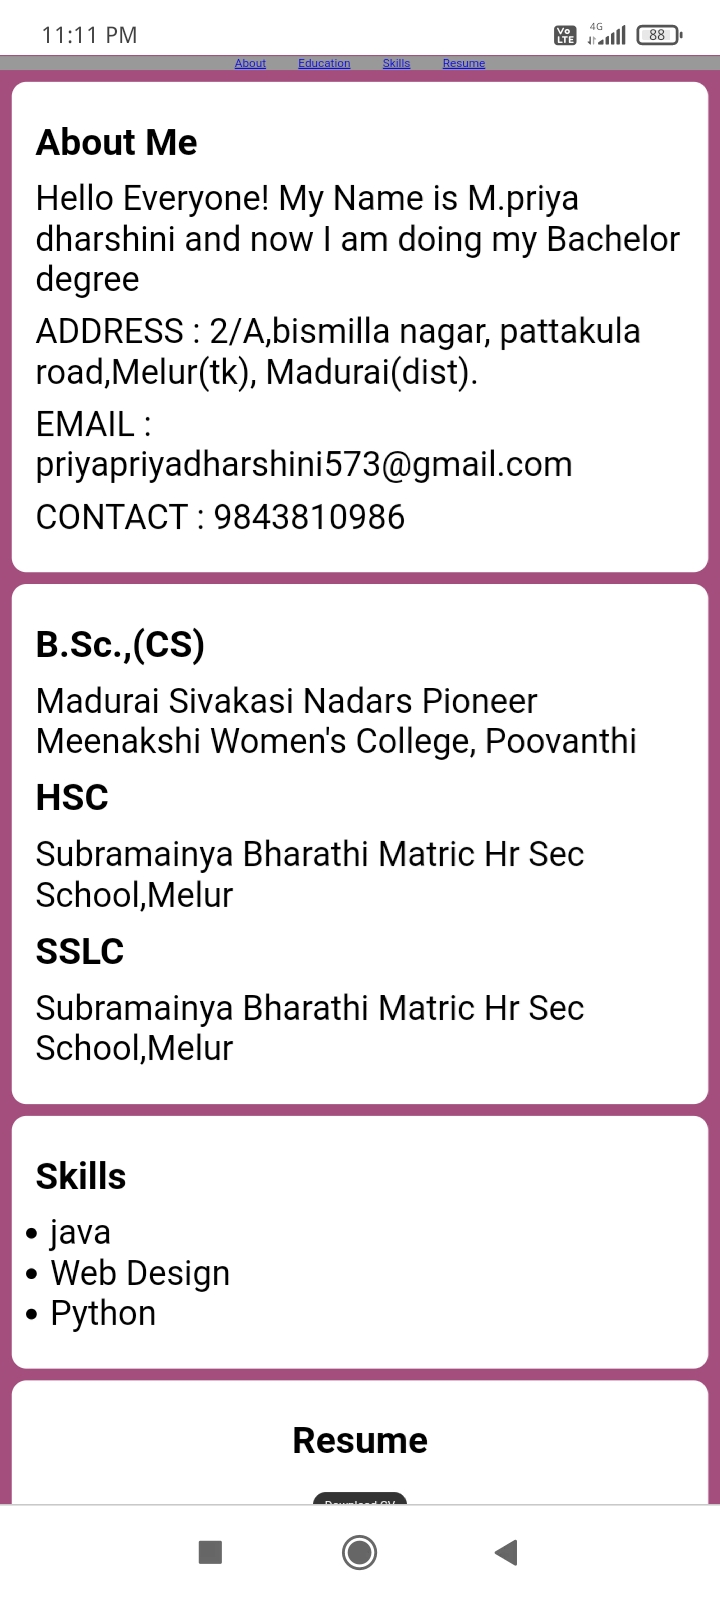 11:11 PM
Vo LTE
4G
88
About Education Skills Resume
About Me
Hello Everyone! My Name is M.priya
dharshini and now I am doing my Bachelor
degree
ADDRESS : 2/A,bismilla nagar, pattakula
road,Melur(tk), Madurai(dist).
EMAIL :
priyapriyadharshini573@gmail.com
CONTACT : 9843810986
B.Sc.,(CS)
Madurai Sivakasi Nadars Pioneer
Meenakshi Women's College, Poovanthi
HSC
Subramainya Bharathi Matric Hr Sec
School,Melur
SSLC
Subramainya Bharathi Matric Hr Sec
School,Melur
Skills
• java
• Web Design
• Python
Resume
Download CV